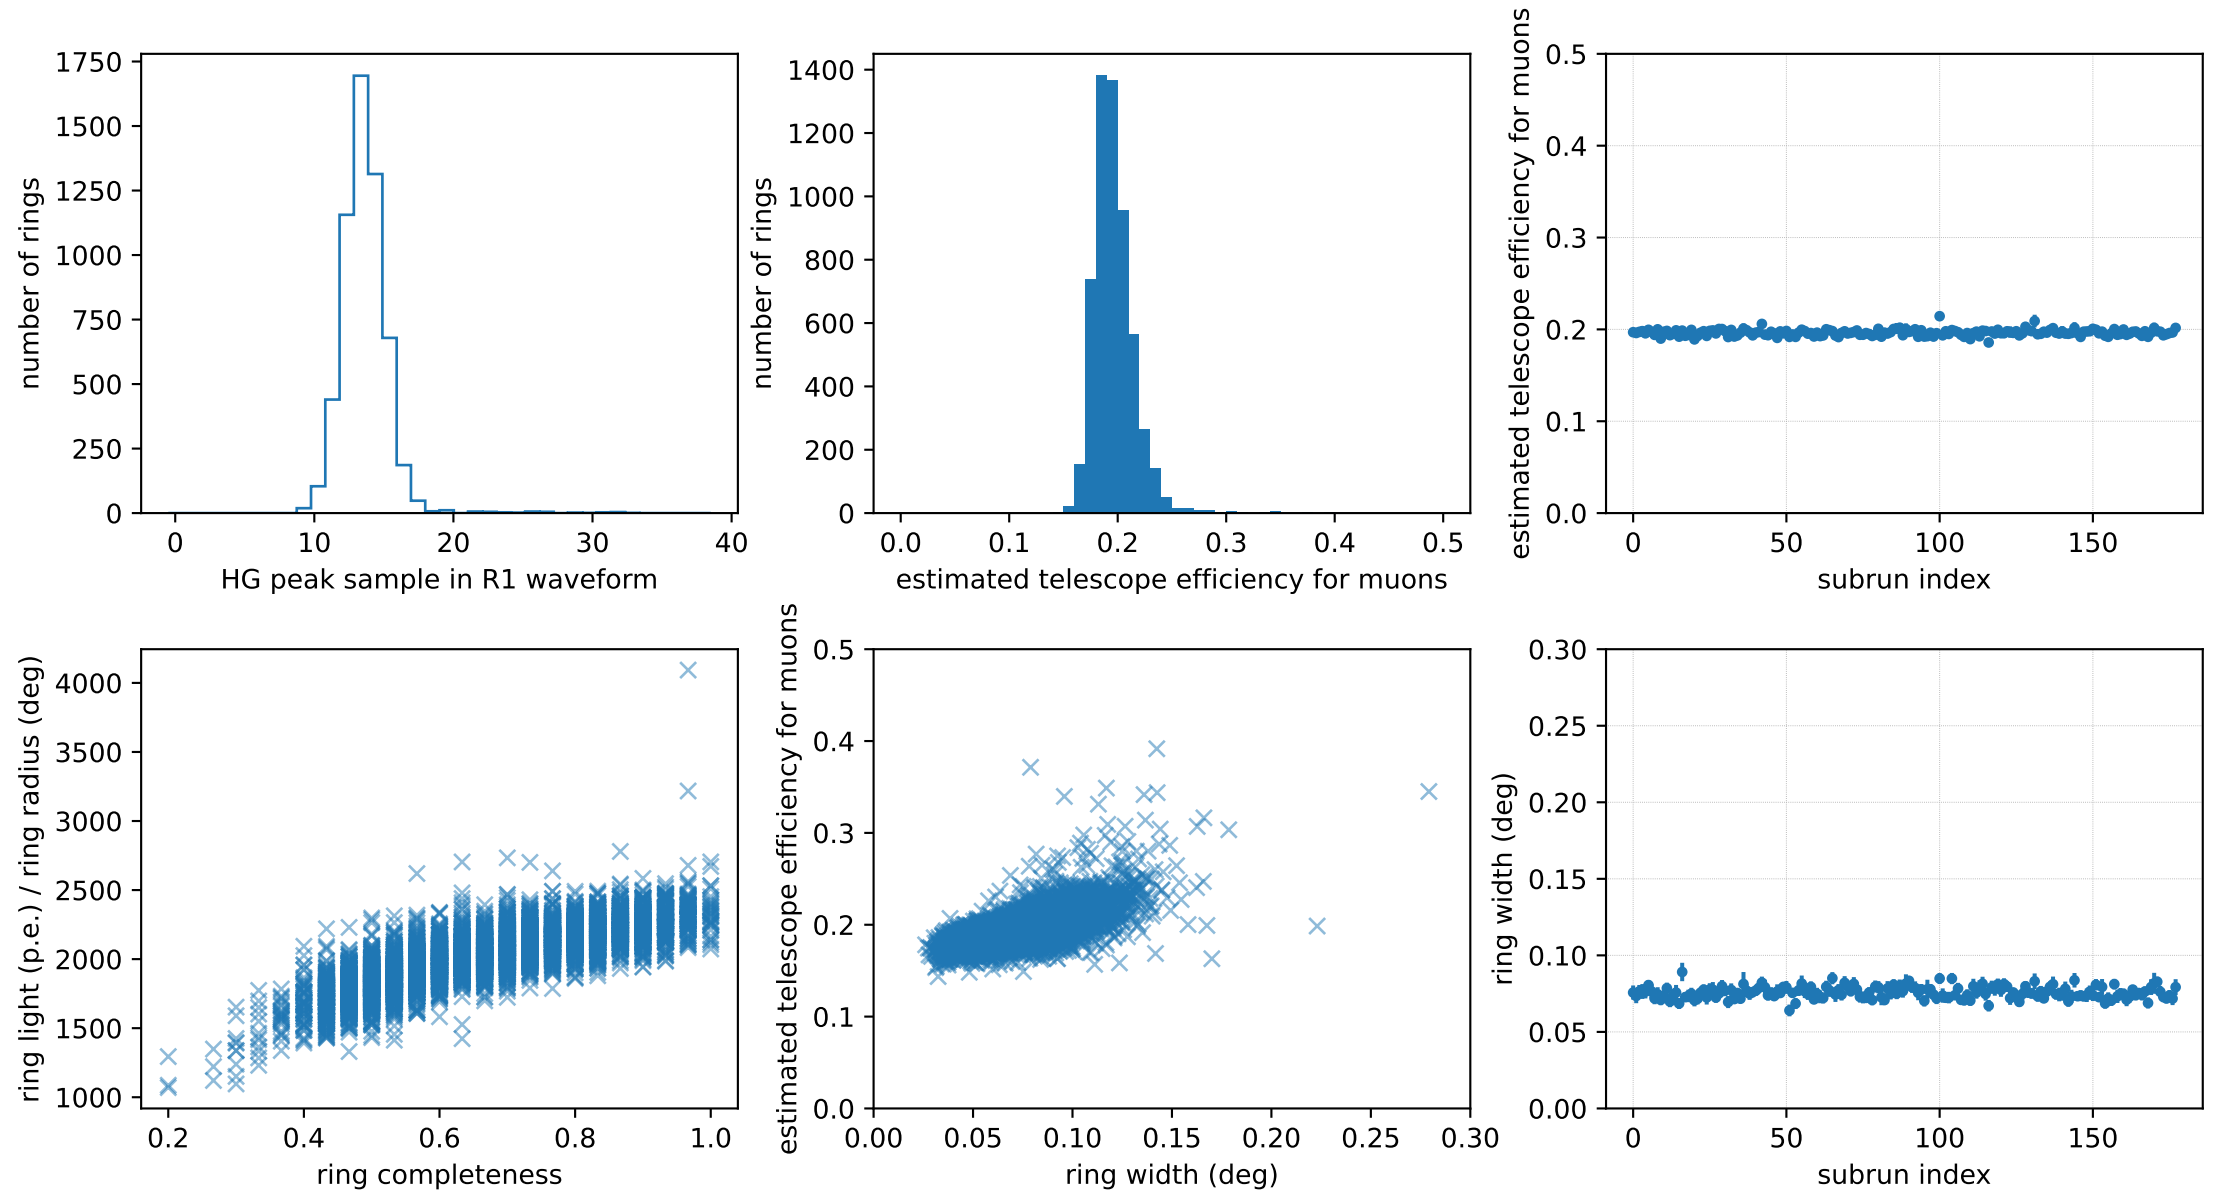 number of rings
1750
1500
1250
1000
750
500
250
0
0 10 20 30 40
HG peak sample in R1 waveform
number of rings
1400
1200
1000
800
600
400
200
0
0.0 0.1 0.2 0.3 0.4 0.5
estimated telescope efficiency for muons
estimated telescope efficiency for muons
0.5
0.4
0.3
0.2
0.1
0.0
0 50 100 150
subrun index
ring light (p.e.) / ring radius (deg)
4000
3500
3000
2500
2000
1500
1000
0.2 0.4 0.6 0.8 1.0
ring completeness
estimated telescope efficiency for muons
0.5
0.4
0.3
0.2
0.1
0.0
0.00 0.05 0.10 0.15 0.20 0.25 0.30
ring width (deg)
ring width (deg)
0.30
0.25
0.20
0.15
0.10
0.05
0.00
0 50 100 150
subrun index